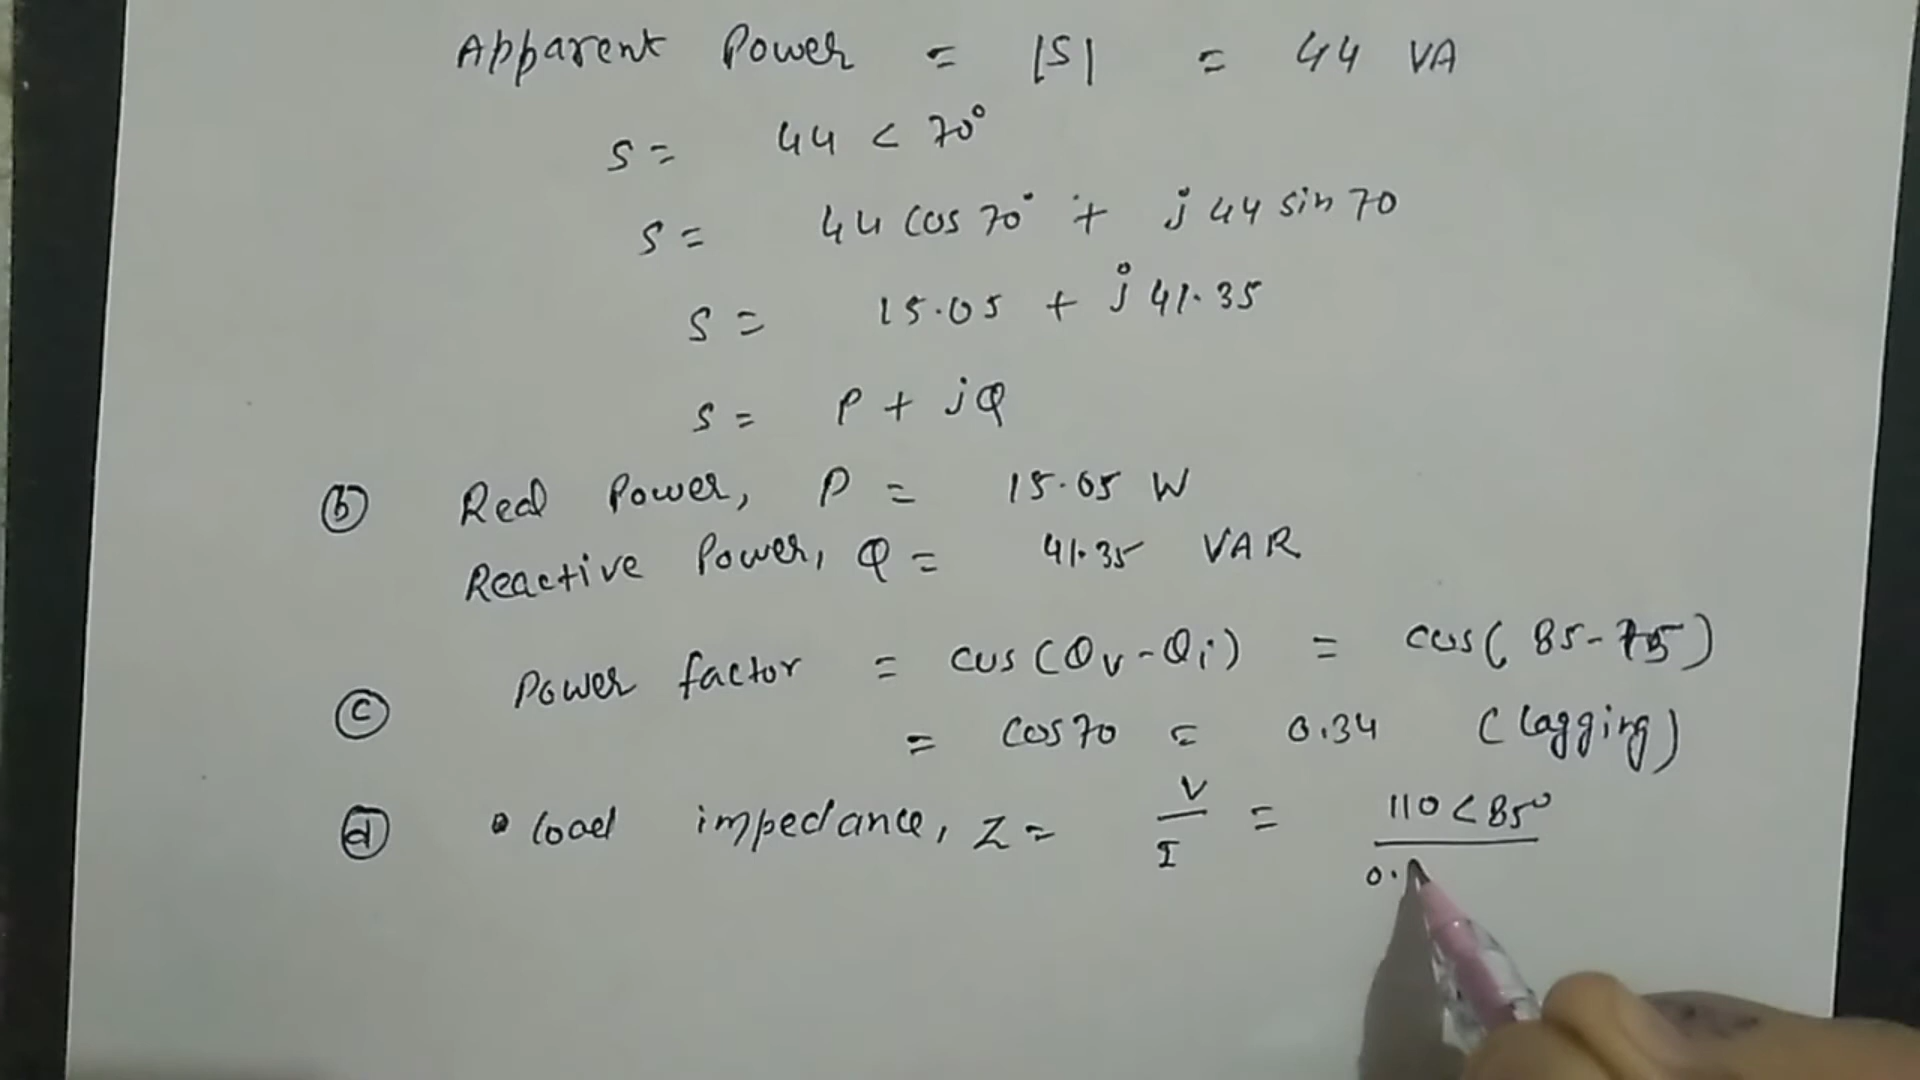 Apparent Power = |S| = 44 VA
S = 44 < 70°
S = 44 cos 70° + j 44 sin 70
S = 15.05 + j 41.35
S = P + jQ
(b) Real Power, P = 15.05 W
Reactive Power, Q = 41.35 VAR
(c) Power factor = cos(θv - θi) = cos(85-15)
= cos70 = 0.34 (lagging)
(d) load impedance, Z = V/I = 110<85° / 0.